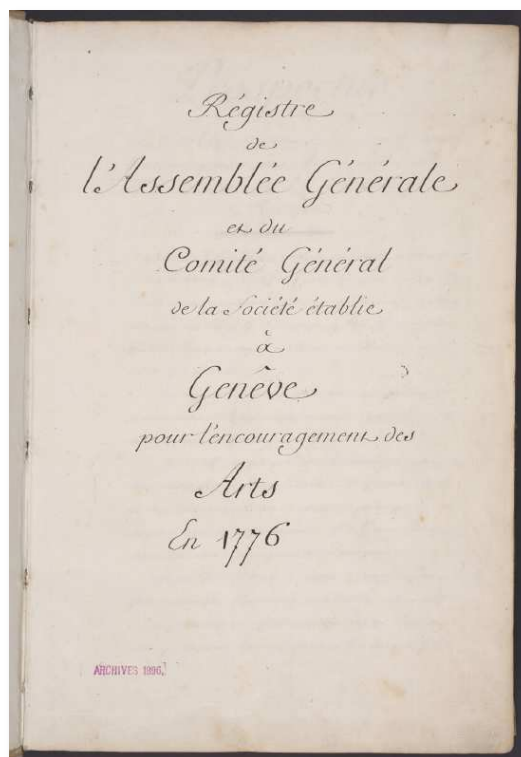 Régistre
de
l'Assemblée Générale
et du
Comité Général
de la Société établie
à
Genêve
pour l'encouragement des
Arts
En 1776
ARCHIVES 1996.